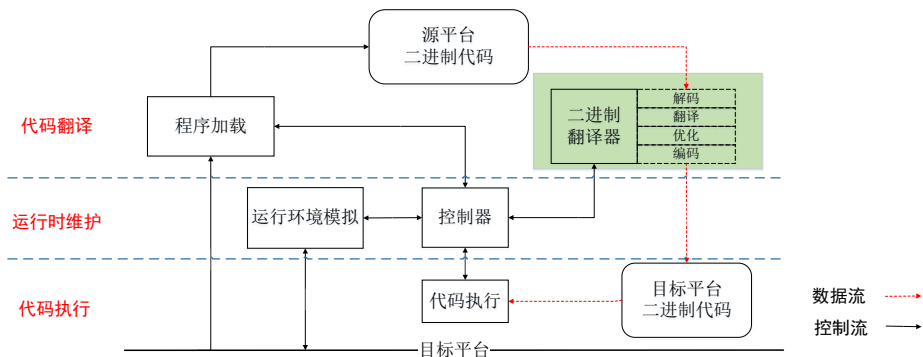 源平台
二进制代码
代码翻译
程序加载
二进制
翻译器
解码
翻译
优化
编码
运行时维护
运行环境模拟
控制器
代码执行
代码执行
目标平台
二进制代码
数据流
控制流
目标平台